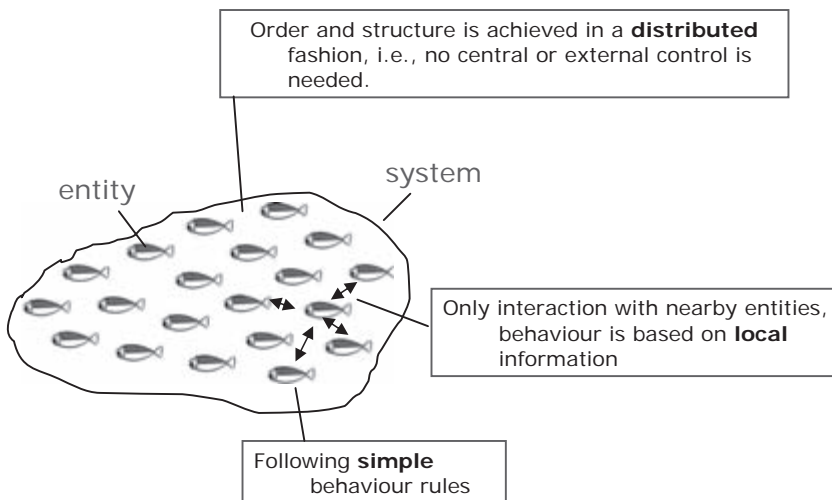 Order and structure is achieved in a distributed
fashion, i.e., no central or external control is
needed.
entity
system
Only interaction with nearby entities,
behaviour is based on local
information
Following simple
behaviour rules